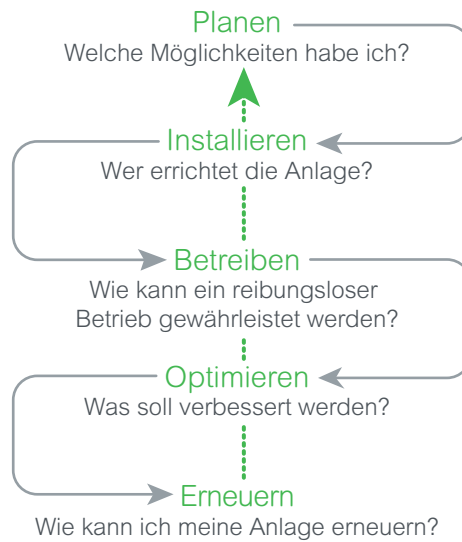 Planen
Welche Möglichkeiten habe ich?
Installieren
Wer errichtet die Anlage?
Betreiben
Wie kann ein reibungsloser
Betrieb gewährleistet werden?
Optimieren
Was soll verbessert werden?
Erneuern
Wie kann ich meine Anlage erneuern?